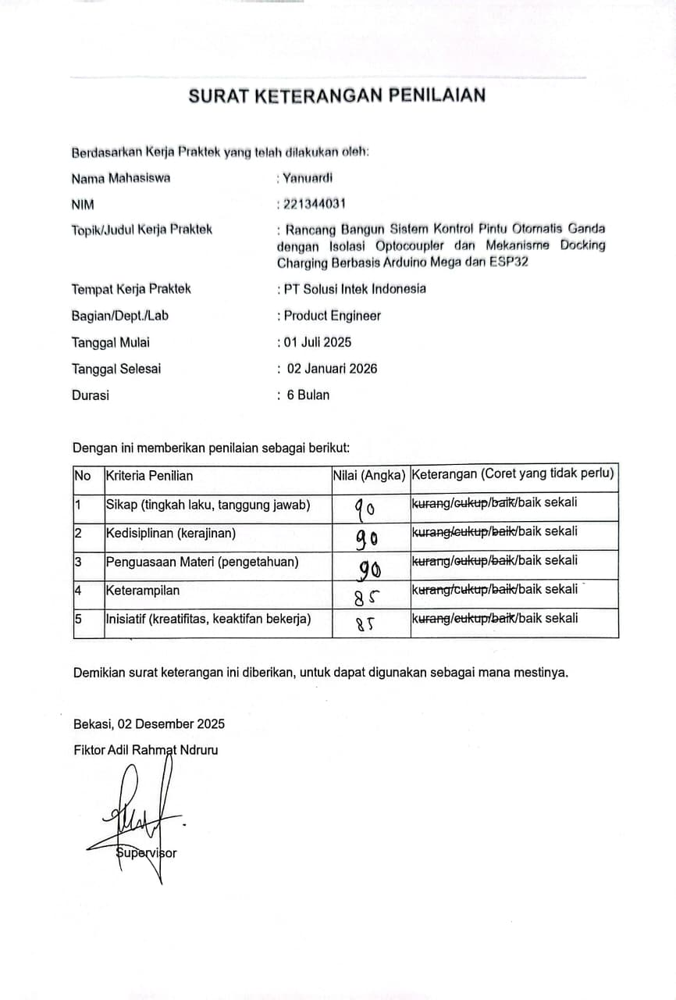 SURAT KETERANGAN PENILAIAN
Berdasarkan Kerja Praktek yang telah dilakukan oleh:
Nama Mahasiswa : Yanuardi
NIM : 221344031
Topik/Judul Kerja Praktek : Rancang Bangun Sistem Kontrol Pintu Otomatis Ganda
dengan Isolasi Optocoupler dan Mekanisme Docking
Charging Berbasis Arduino Mega dan ESP32
Tempat Kerja Praktek : PT Solusi Intek Indonesia
Bagian/Dept./Lab : Product Engineer
Tanggal Mulai : 01 Juli 2025
Tanggal Selesai : 02 Januari 2026
Durasi : 6 Bulan
Dengan ini memberikan penilaian sebagai berikut:
No Kriteria Penilian Nilai (Angka) Keterangan (Coret yang tidak perlu)
1 Sikap (tingkah laku, tanggung jawab) 90 kurang/cukup/baik/baik sekali
2 Kedisiplinan (kerajinan) 90 kurang/cukup/baik/baik sekali
3 Penguasaan Materi (pengetahuan) 90 kurang/cukup/baik/baik sekali
4 Keterampilan 85 kurang/cukup/baik/baik sekali
5 Inisiatif (kreatifitas, keaktifan bekerja) 85 kurang/cukup/baik/baik sekali
Demikian surat keterangan ini diberikan, untuk dapat digunakan sebagai mana mestinya.
Bekasi, 02 Desember 2025
Fiktor Adil Rahmat Ndruru
Supervisor